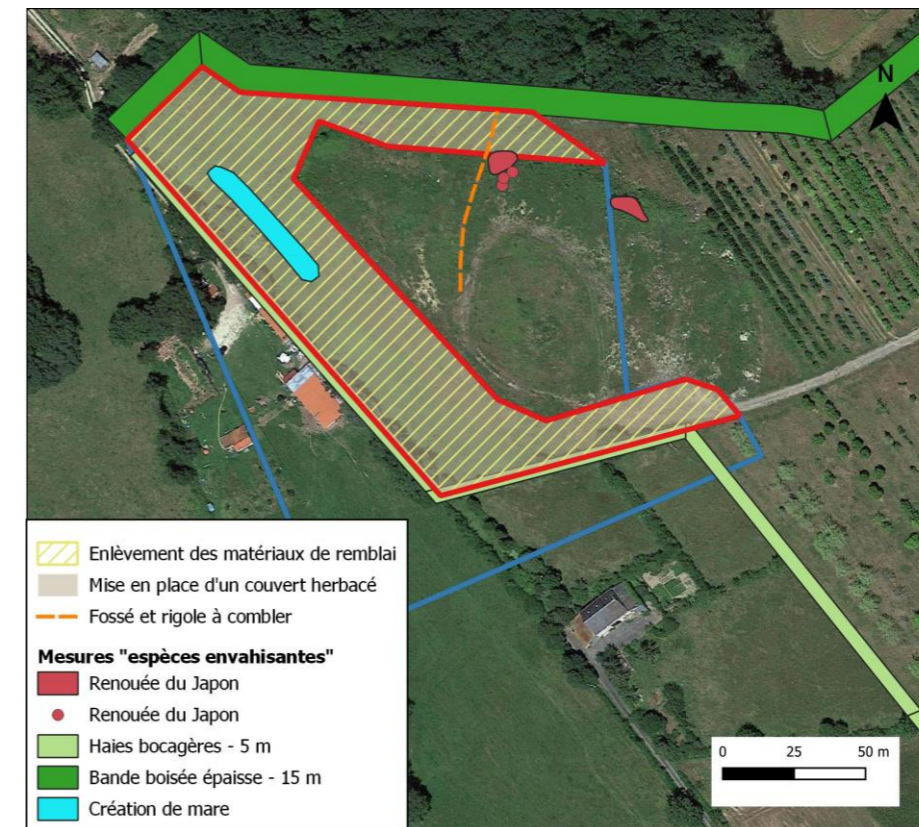 N
Enlèvement des matériaux de remblai
Mise en place d'un couvert herbacé
Fossé et rigole à combler
Mesures "espèces envahisantes"
Renouée du Japon
Renouée du Japon
Haies bocagères - 5 m
Bande boisée épaisse - 15 m
Création de mare
0 25 50 m